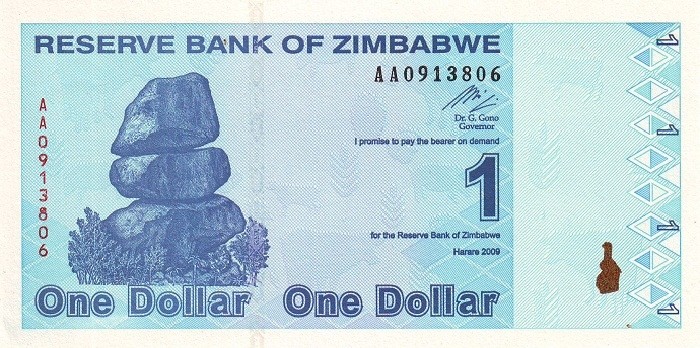 RESERVE BANK OF ZIMBABWE
AA0913806
Dr. G. Gono
Governor
I promise to pay the bearer on demand
1
for the Reserve Bank of Zimbabwe
Harare 2009
AA0913806
One Dollar One Dollar
1
1
1
1